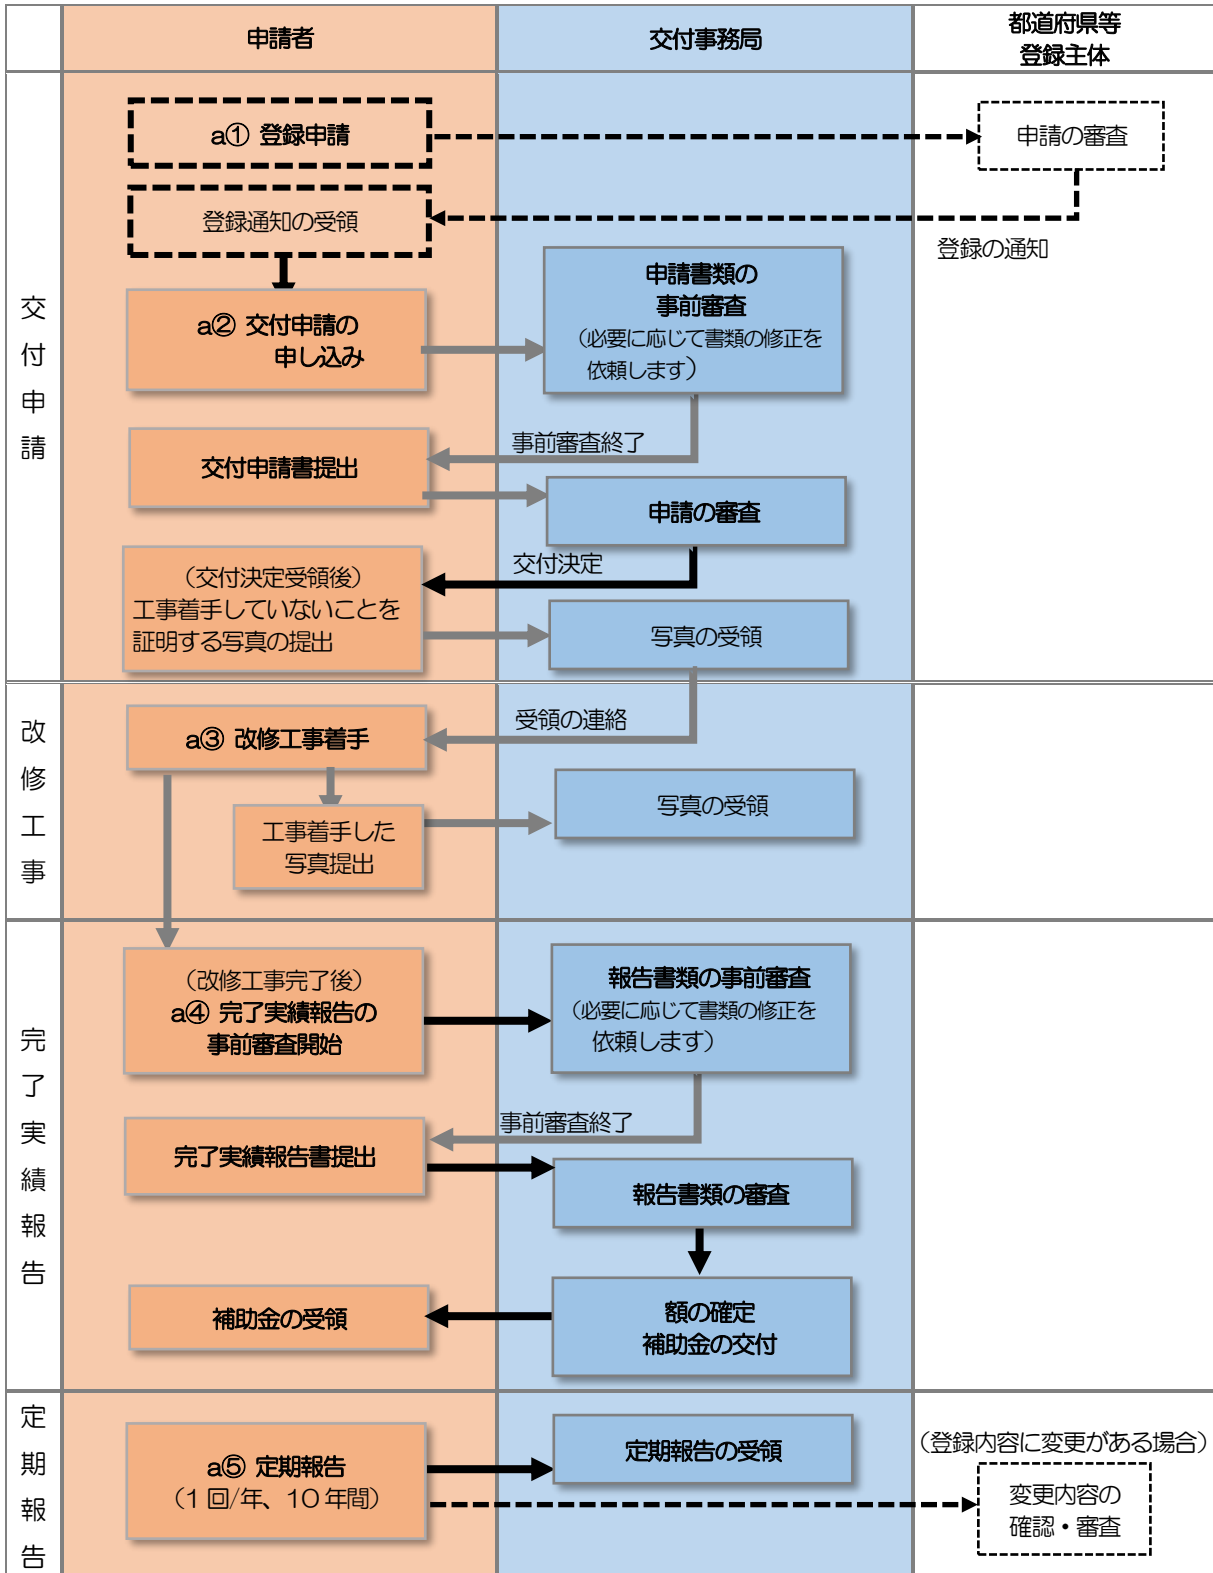 申請者
交付事務局
都道府県等
登録主体
交付申請
a① 登録申請
申請の審査
登録通知の受領
登録の通知
a② 交付申請の
申し込み
申請書類の
事前審査
（必要に応じて書類の修正を
依頼します）
事前審査終了
交付申請書提出
申請の審査
交付決定
（交付決定受領後）
工事着手していないことを
証明する写真の提出
写真の受領
改修工事
受領の連絡
a③ 改修工事着手
写真の受領
工事着手した
写真提出
完了実績報告
（改修工事完了後）
a④ 完了実績報告の
事前審査開始
報告書類の事前審査
（必要に応じて書類の修正を
依頼します）
事前審査終了
完了実績報告書提出
報告書類の審査
補助金の受領
額の確定
補助金の交付
定期報告
a⑤ 定期報告
（1 回/年、10 年間）
定期報告の受領
（登録内容に変更がある場合）
変更内容の
確認・審査